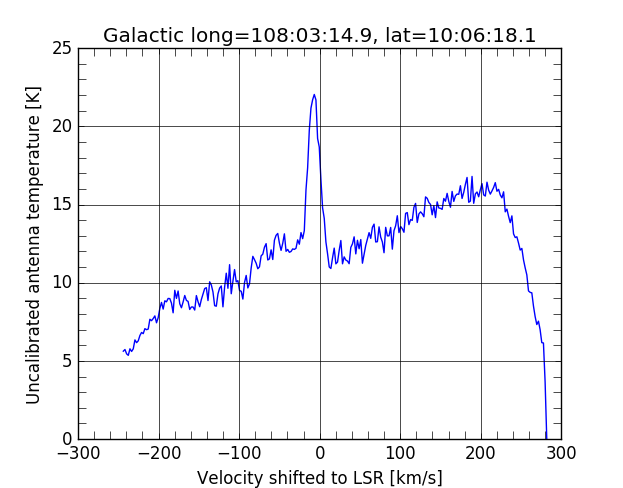 Galactic long=108:03:14.9, lat=10:06:18.1
Uncalibrated antenna temperature [K]
25
20
15
10
5
0
−300 −200 −100 0 100 200 300
Velocity shifted to LSR [km/s]